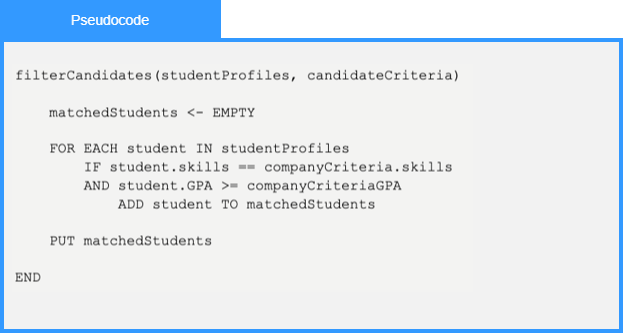 Pseudocode
filterCandidates(studentProfiles, candidateCriteria)
matchedStudents <- EMPTY
FOR EACH student IN studentProfiles
IF student.skills == companyCriteria.skills
AND student.GPA >= companyCriteriaGPA
ADD student TO matchedStudents
PUT matchedStudents
END